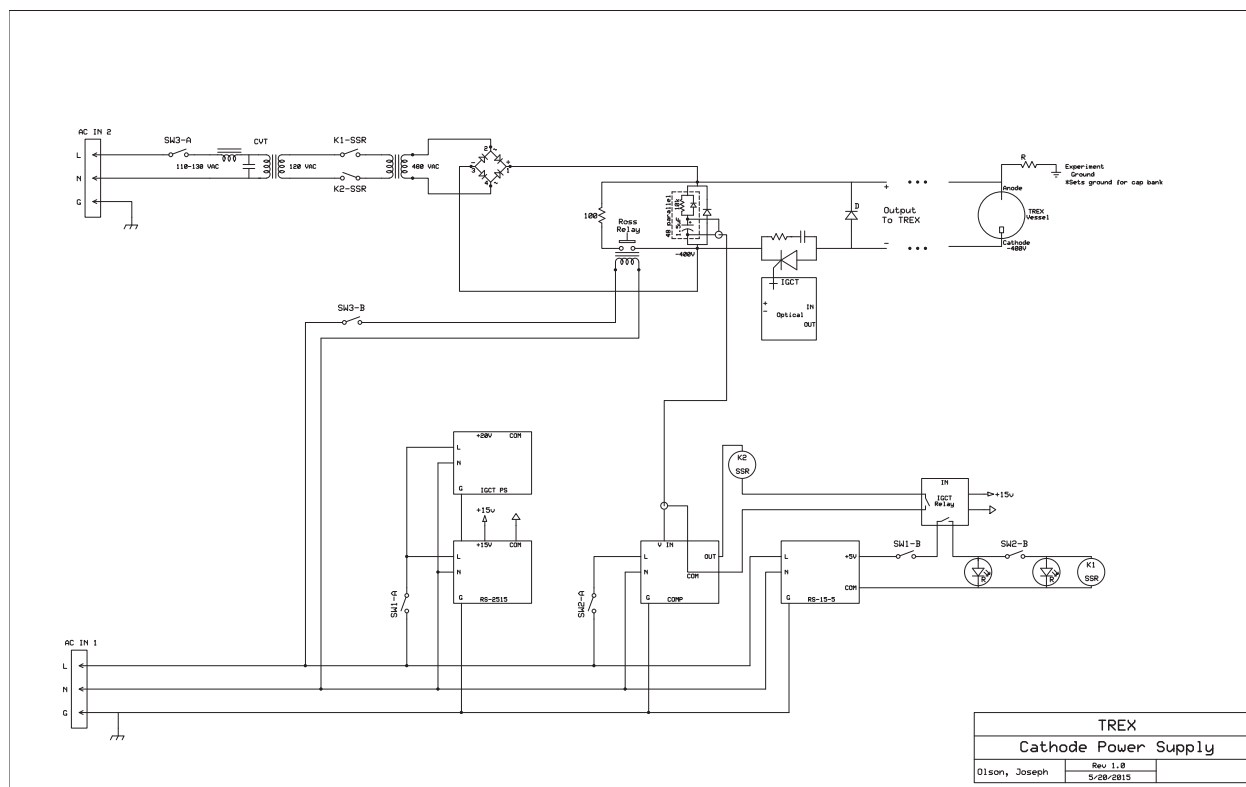 AC IN 2
L
N
G
SW3-A
110-130 VAC
CVT
120 VAC
K1-SSR
K2-SSR
480 VAC
2
~
-
3
+
1
4
~
100
Ross
Relay
48 parallel
10k
1.5uF
+
-400V
IGCT
+
-
Optical
IN
OUT
D
+
Output
To TREX
-
R
Experiment
Ground
*Sets ground for cap bank
Anode
TREX
Vessel
Cathode
-400V
SW3-B
+20V COM
L
N
G
IGCT PS
+15v
+15V COM
L
N
G
RS-2515
SW1-A
SW2-A
V IN
L
N
G
OUT
COM
COMP
K2
SSR
L
N
G
+5V
COM
RS-15-5
IN
IGCT
Relay
+15v
SW1-B
SW2-B
R
R
K1
SSR
AC IN 1
L
N
G
TREX
Cathode Power Supply
Olson, Joseph
Rev 1.0
5/20/2015